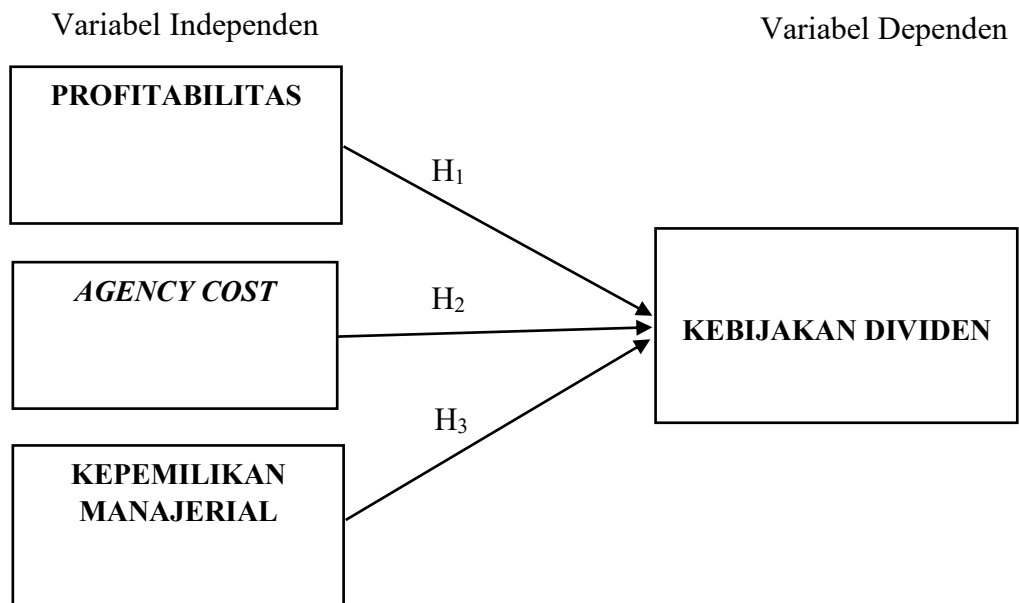 Variabel Independen
Variabel Dependen
PROFITABILITAS
H₁
AGENCY COST
H₂
KEBIJAKAN DIVIDEN
H₃
KEPEMILIKAN
MANAJERIAL